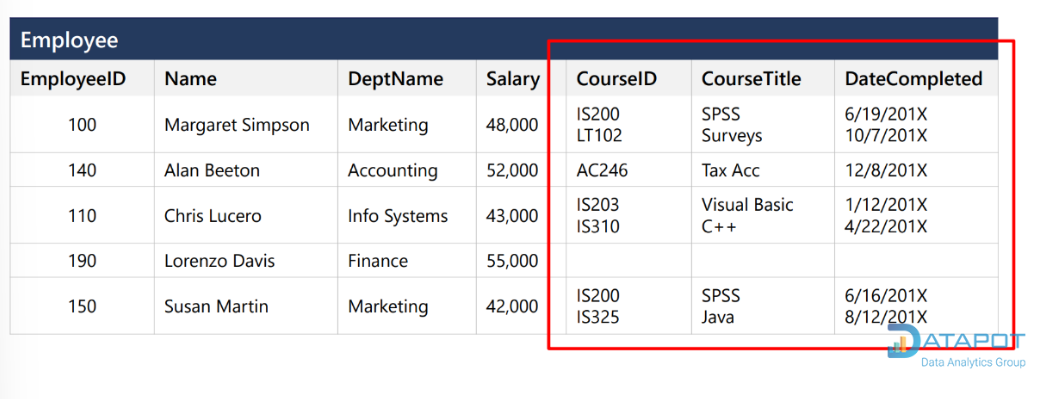 Employee
EmployeeID Name DeptName Salary CourseID CourseTitle DateCompleted
100 Margaret Simpson Marketing 48,000 IS200 SPSS 6/19/201X
LT102 Surveys 10/7/201X
140 Alan Beeton Accounting 52,000 AC246 Tax Acc 12/8/201X
110 Chris Lucero Info Systems 43,000 IS203 Visual Basic 1/12/201X
IS310 C++ 4/22/201X
190 Lorenzo Davis Finance 55,000
150 Susan Martin Marketing 42,000 IS200 SPSS 6/16/201X
IS325 Java 8/12/201X
DATAPOT
Data Analytics Group